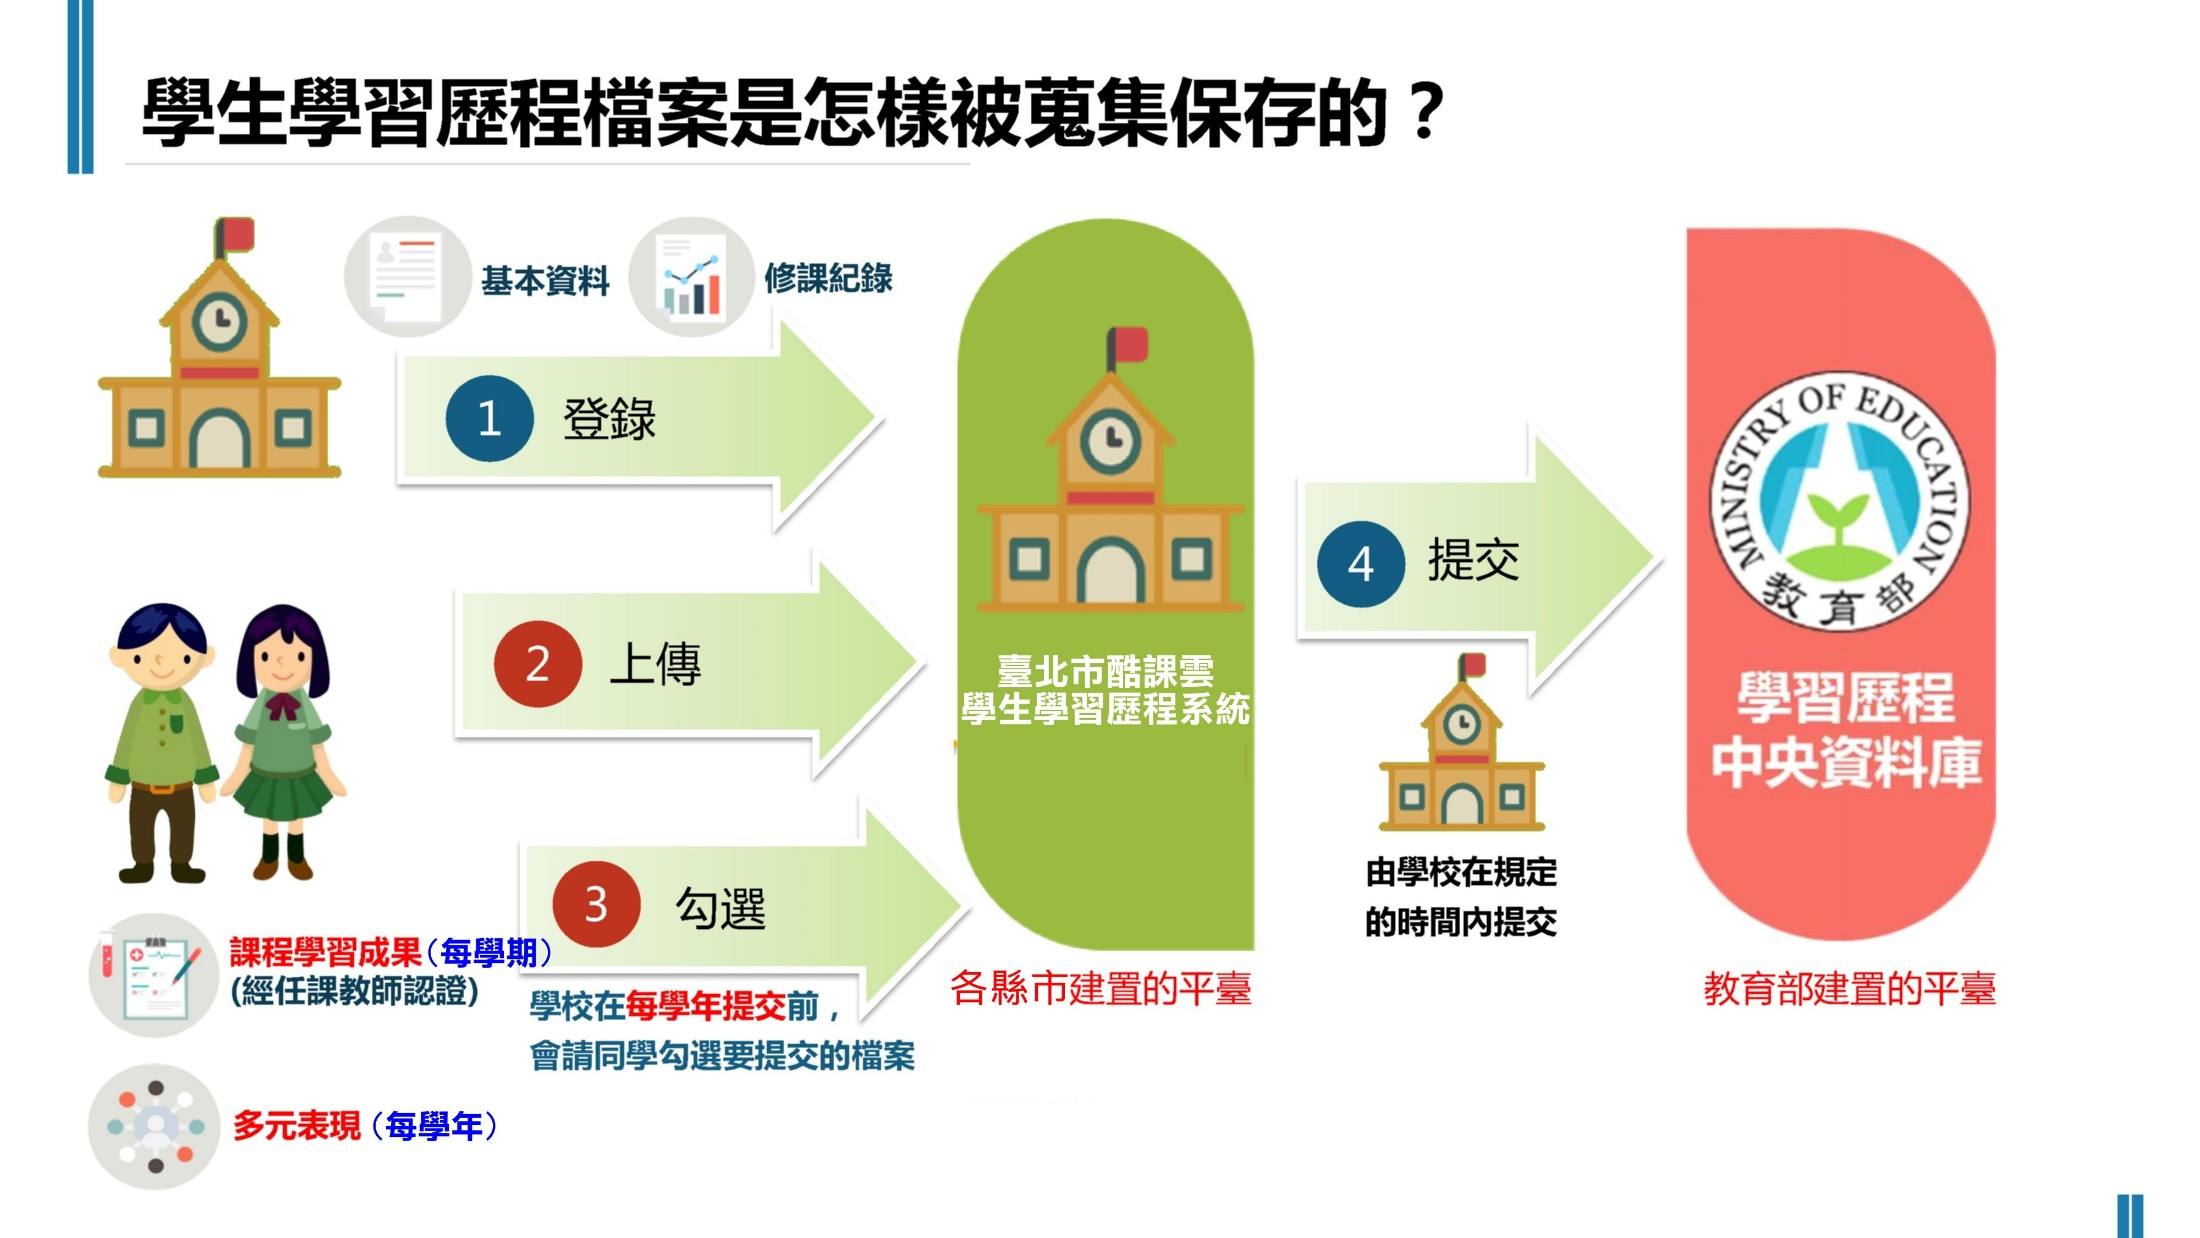 學生學習歷程檔案是怎樣被蒐集保存的？
基本資料
修課紀錄
1 登錄
2 上傳
3 勾選
課程學習成果（每學期）
(經任課教師認證)
多元表現（每學年）
學校在每學年提交前，
會請同學勾選要提交的檔案
臺北市酷課雲
學生學習歷程系統
各縣市建置的平臺
4 提交
由學校在規定
的時間內提交
MINISTRY OF EDUCATION
教育部
學習歷程
中央資料庫
教育部建置的平臺